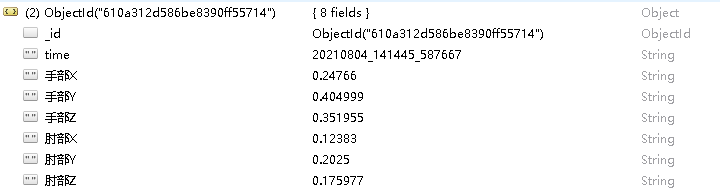 (2) ObjectId("610a312d586be8390ff55714") { 8 fields } Object
_id ObjectId("610a312d586be8390ff55714") ObjectId
time 20210804_141445_587667 String
手部X 0.24766 String
手部Y 0.404999 String
手部Z 0.351955 String
肘部X 0.12383 String
肘部Y 0.2025 String
肘部Z 0.175977 String